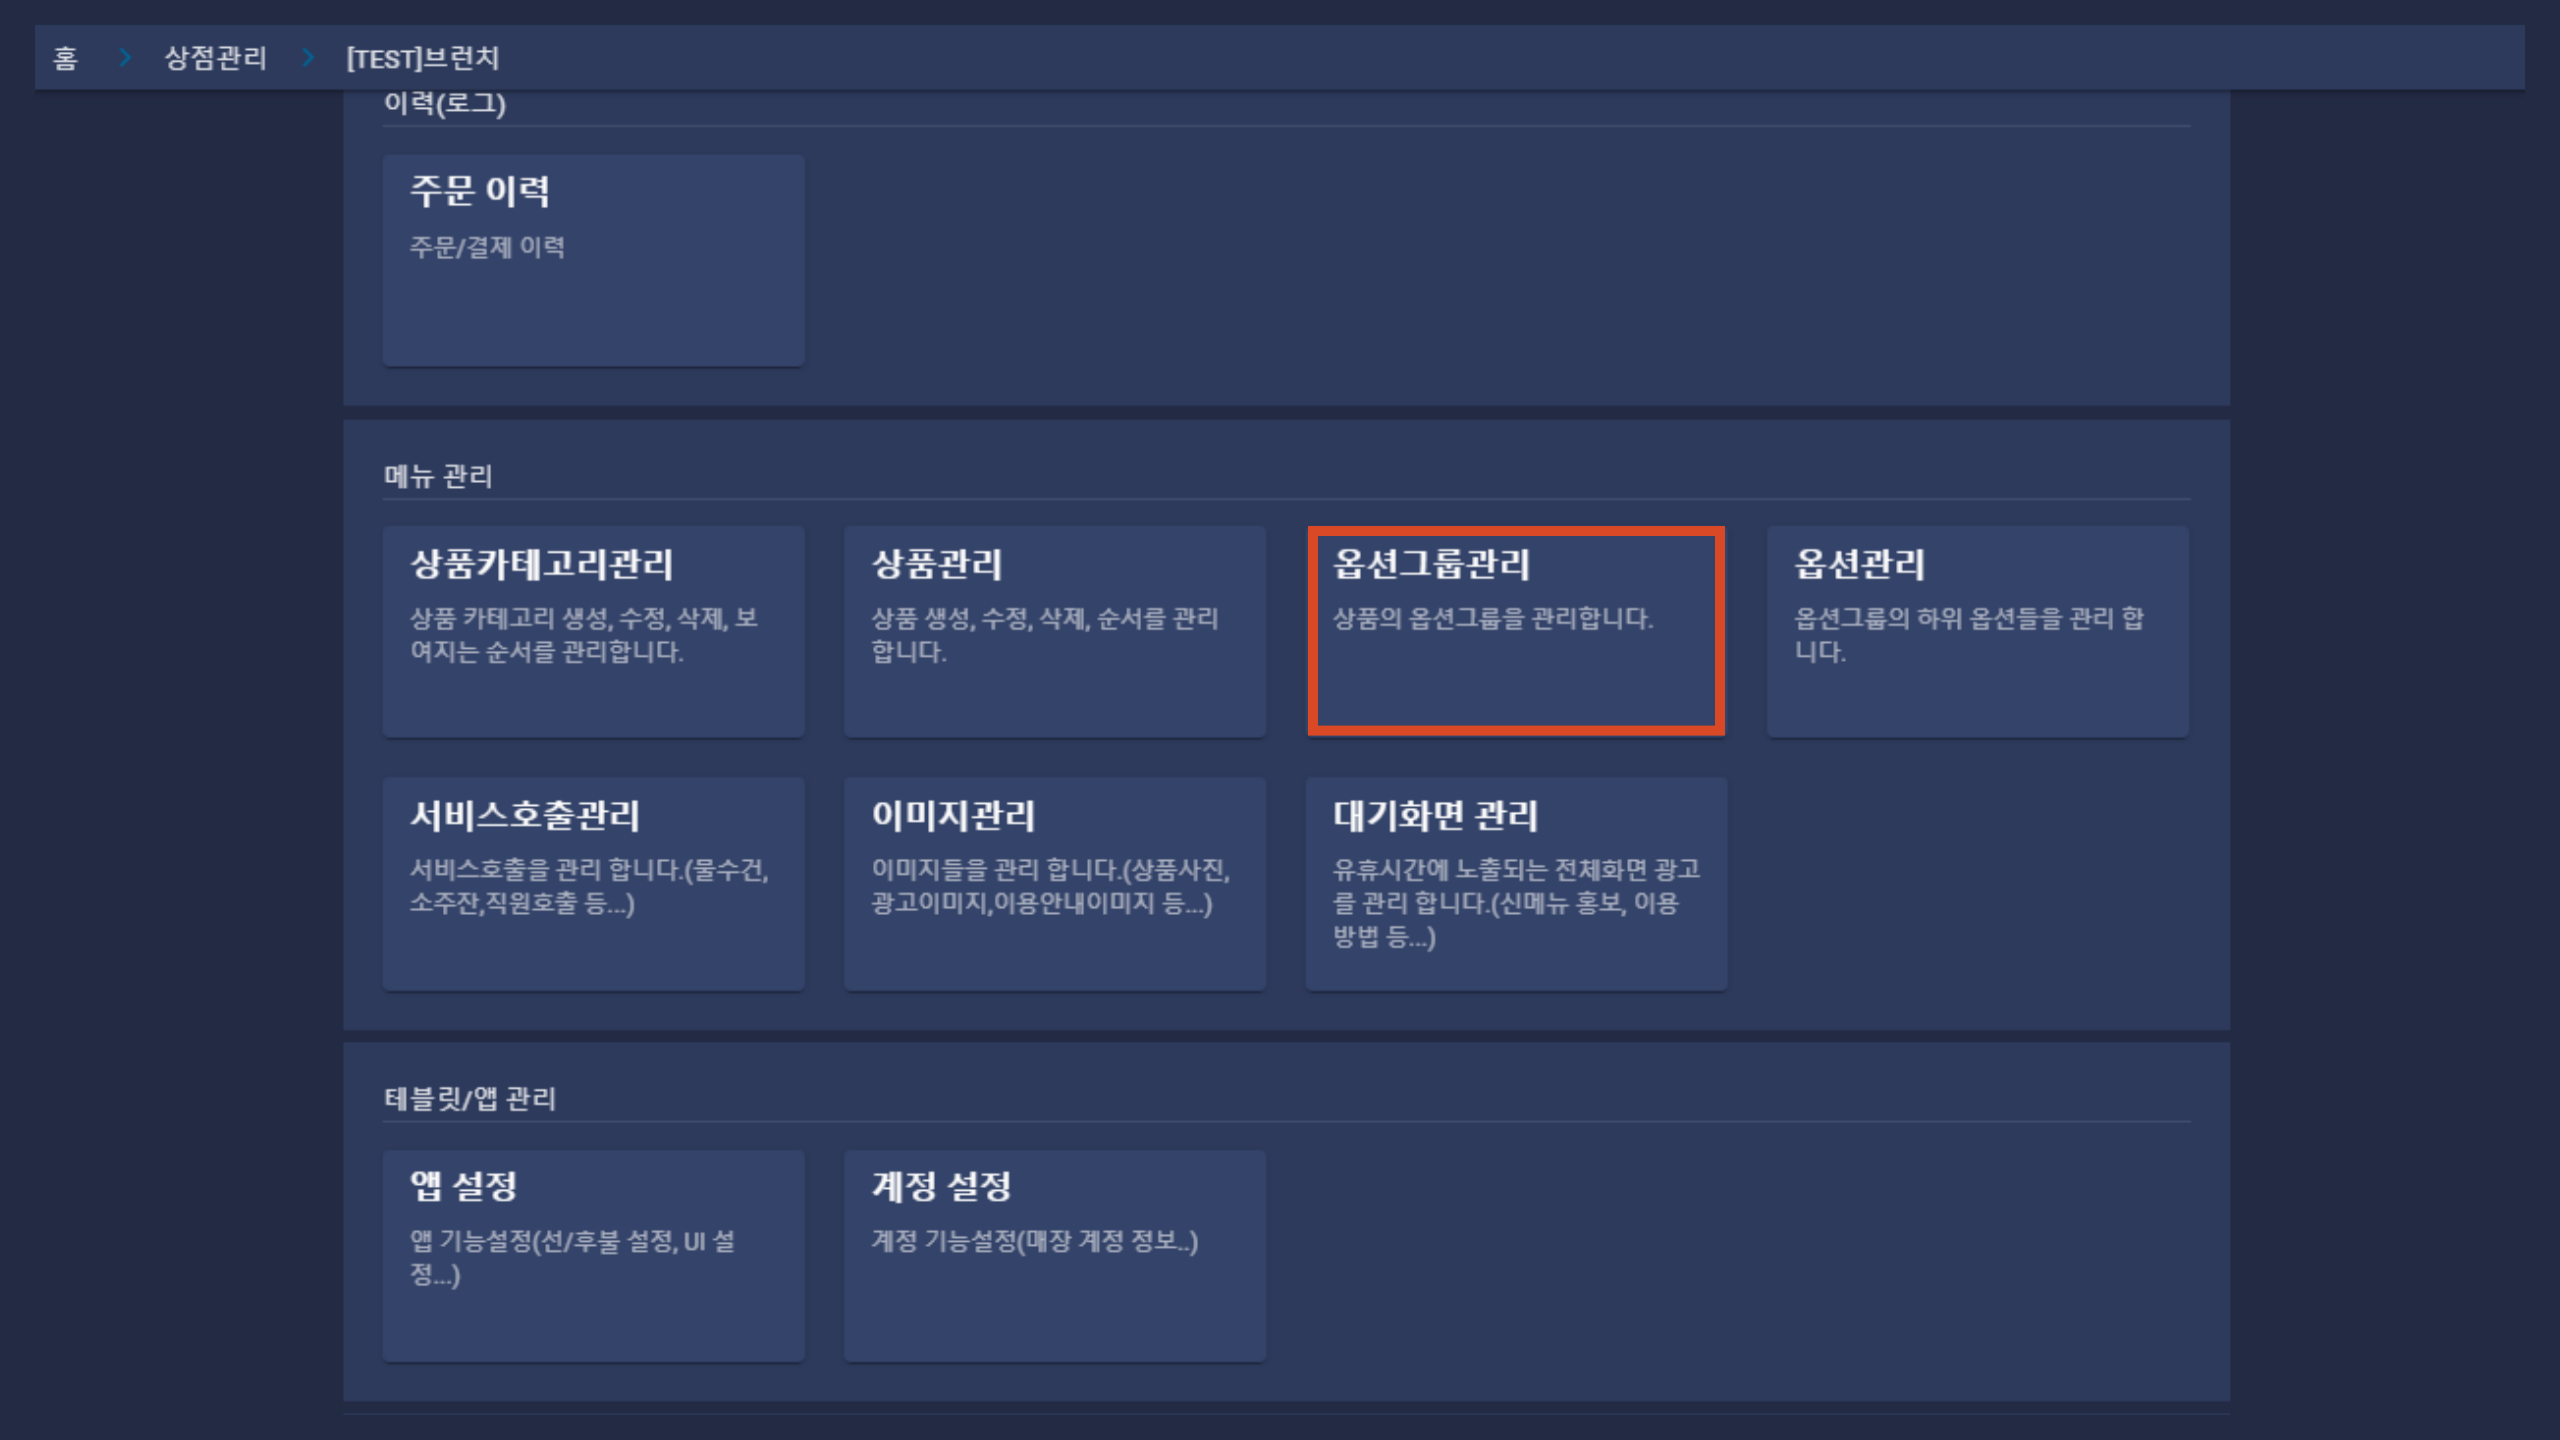 홈 상점관리 [TEST]브런치
이력(로그)
주문 이력
주문/결제 이력
메뉴 관리
상품카테고리관리
상품 카테고리 생성, 수정, 삭제, 보
여지는 순서를 관리합니다.
상품관리
상품 생성, 수정, 삭제, 순서를 관리
합니다.
옵션그룹관리
상품의 옵션그룹을 관리합니다.
옵션관리
옵션그룹의 하위 옵션들을 관리 합
니다.
서비스호출관리
서비스호출을 관리 합니다.(물수건,
소주잔,직원호출 등...)
이미지관리
이미지들을 관리 합니다.(상품사진,
광고이미지,이용안내이미지 등...)
대기화면 관리
유휴시간에 노출되는 전체화면 광고
를 관리 합니다.(신메뉴 홍보, 이용
방법 등...)
테블릿/앱 관리
앱 설정
앱 기능설정(선/후불 설정, UI 설
정...)
계정 설정
계정 기능설정(매장 계정 정보..)